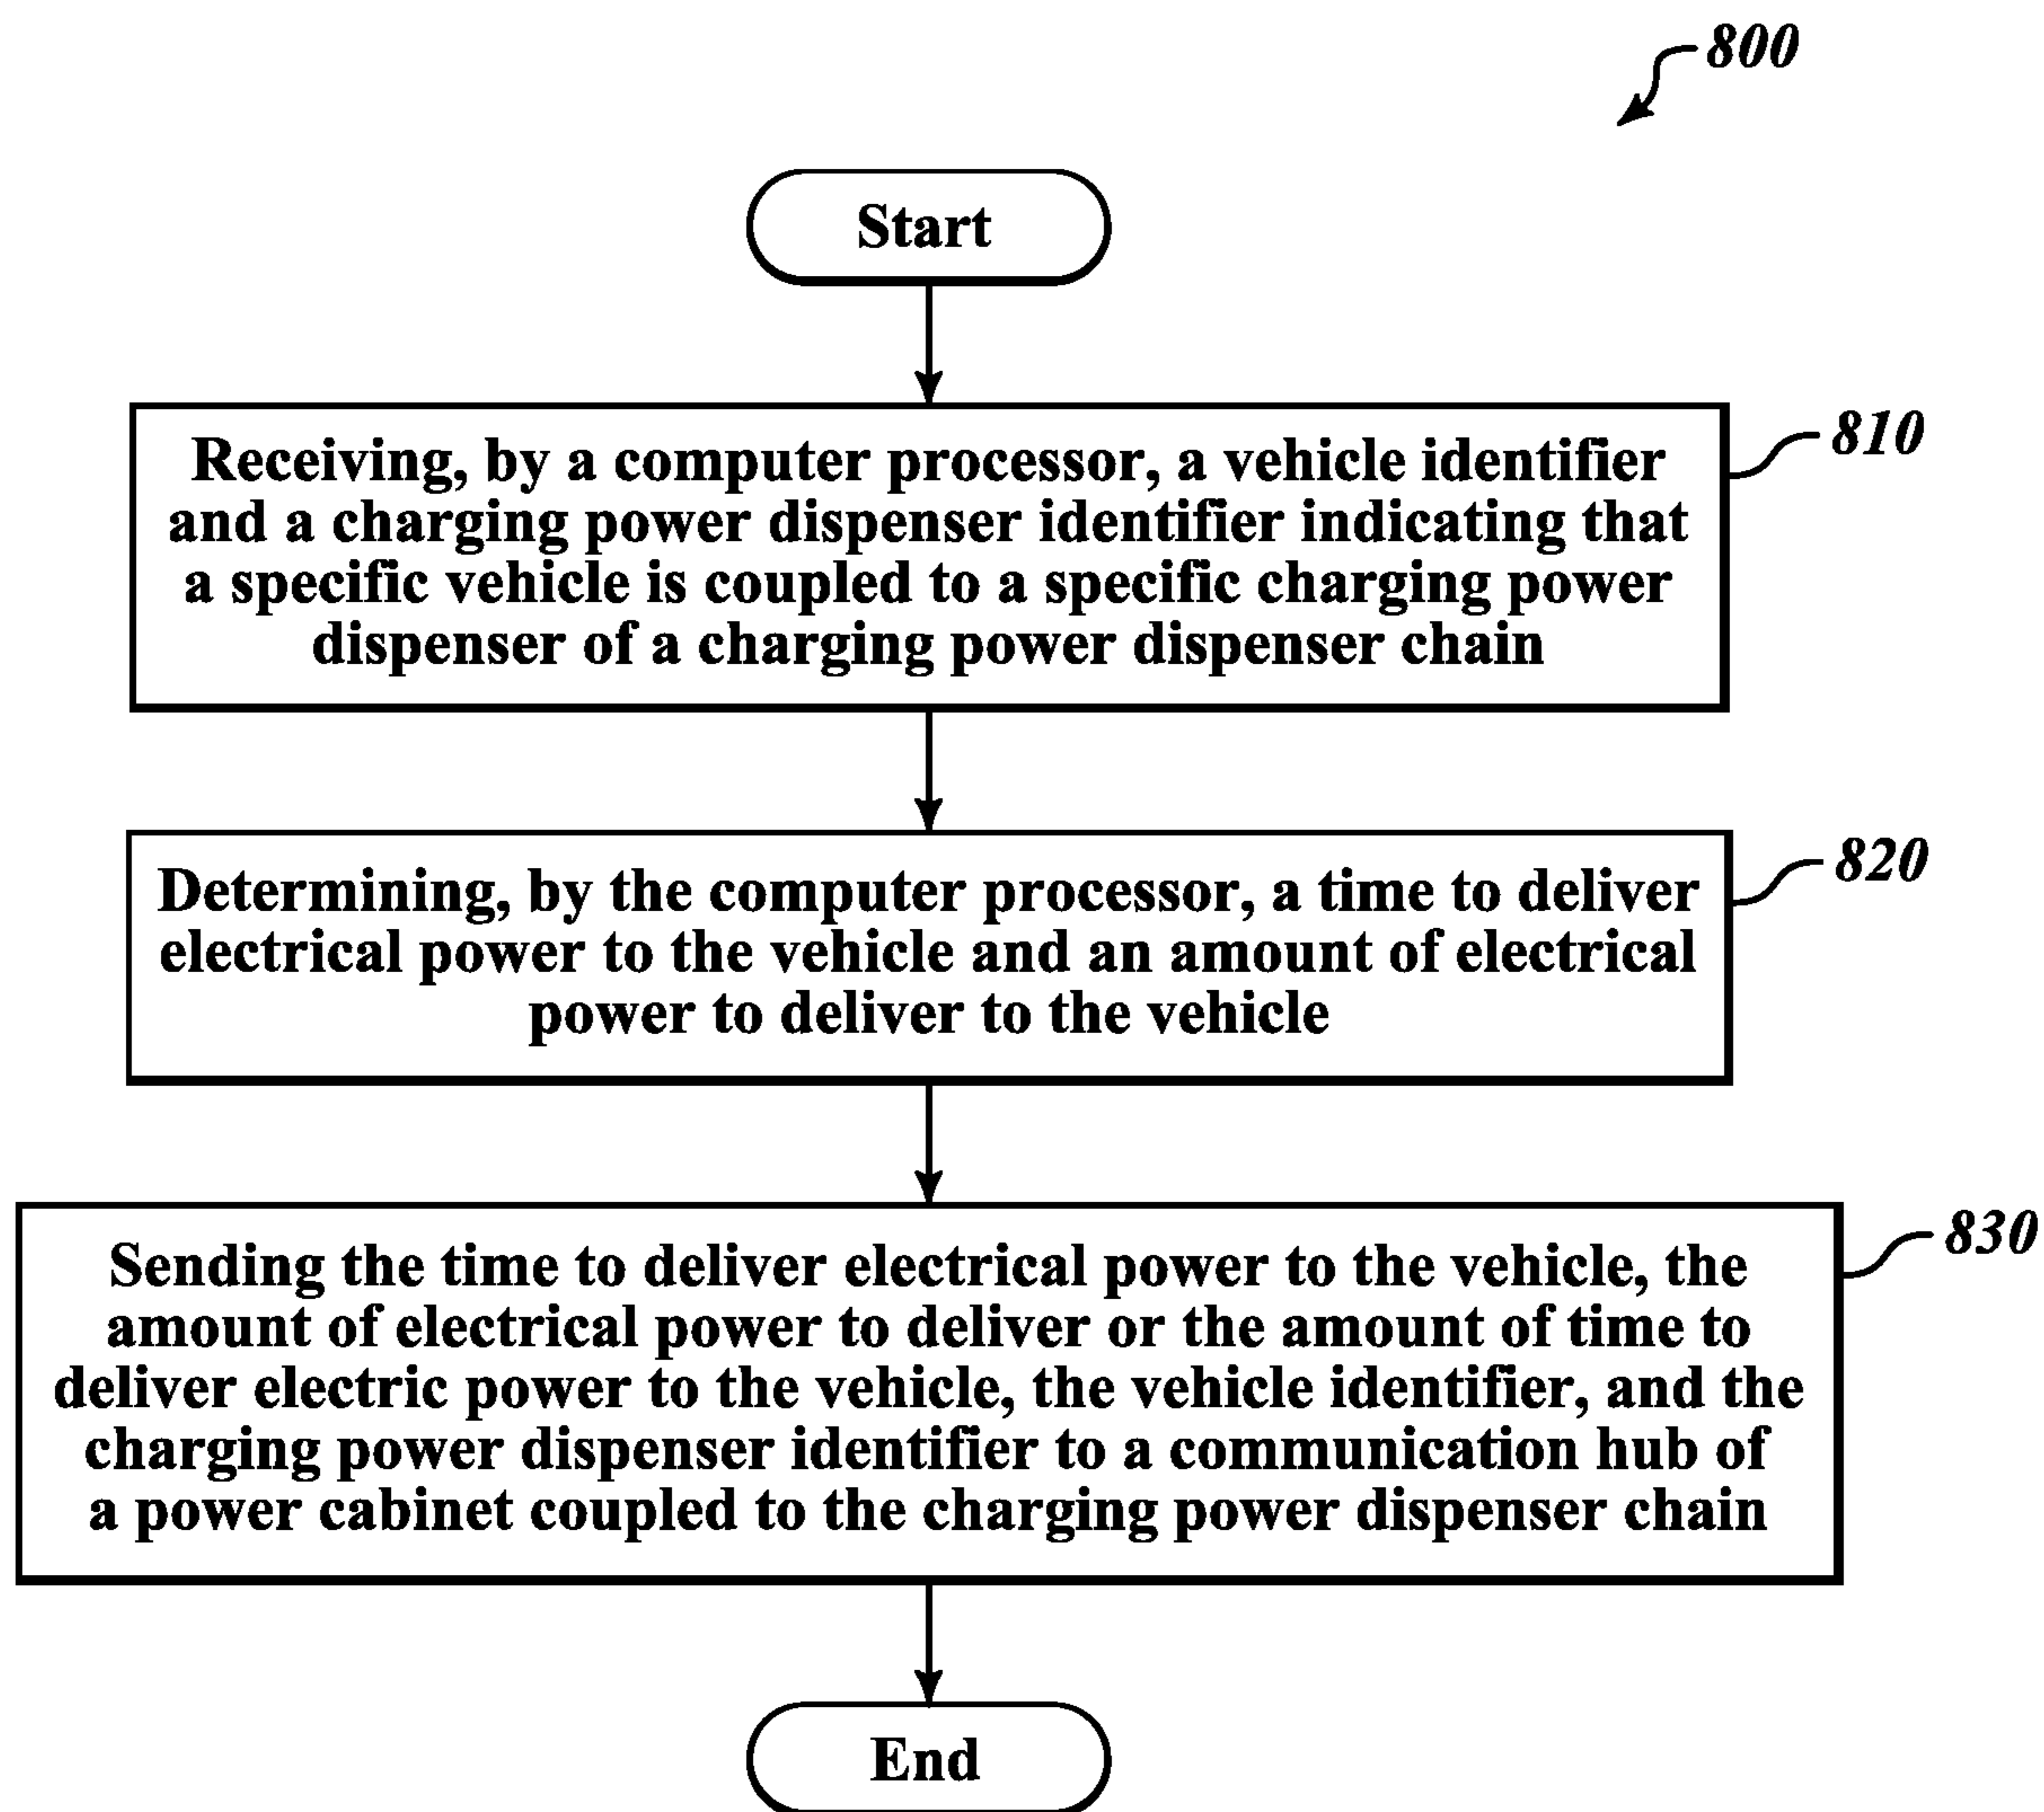 800
Start
Receiving, by a computer processor, a vehicle identifier
and a charging power dispenser identifier indicating that
a specific vehicle is coupled to a specific charging power
dispenser of a charging power dispenser chain
810
Determining, by the computer processor, a time to deliver
electrical power to the vehicle and an amount of electrical
power to deliver to the vehicle
820
Sending the time to deliver electrical power to the vehicle, the
amount of electrical power to deliver or the amount of time to
deliver electric power to the vehicle, the vehicle identifier, and the
charging power dispenser identifier to a communication hub of
a power cabinet coupled to the charging power dispenser chain
830
End